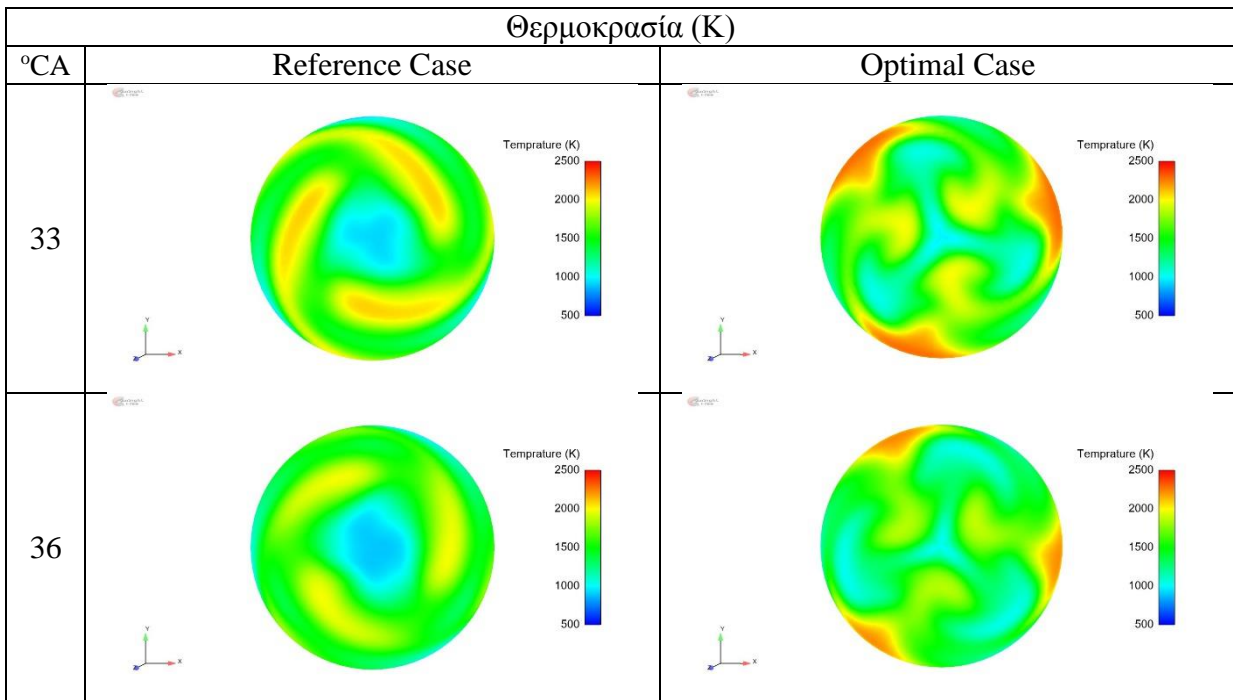 Θερμοκρασία (K)
°CA Reference Case Optimal Case
33
Temprature (K)
2500
2000
1500
1000
500
Y
X
Temprature (K)
2500
2000
1500
1000
500
Y
X
36
Temprature (K)
2500
2000
1500
1000
500
Y
X
Temprature (K)
2500
2000
1500
1000
500
Y
X